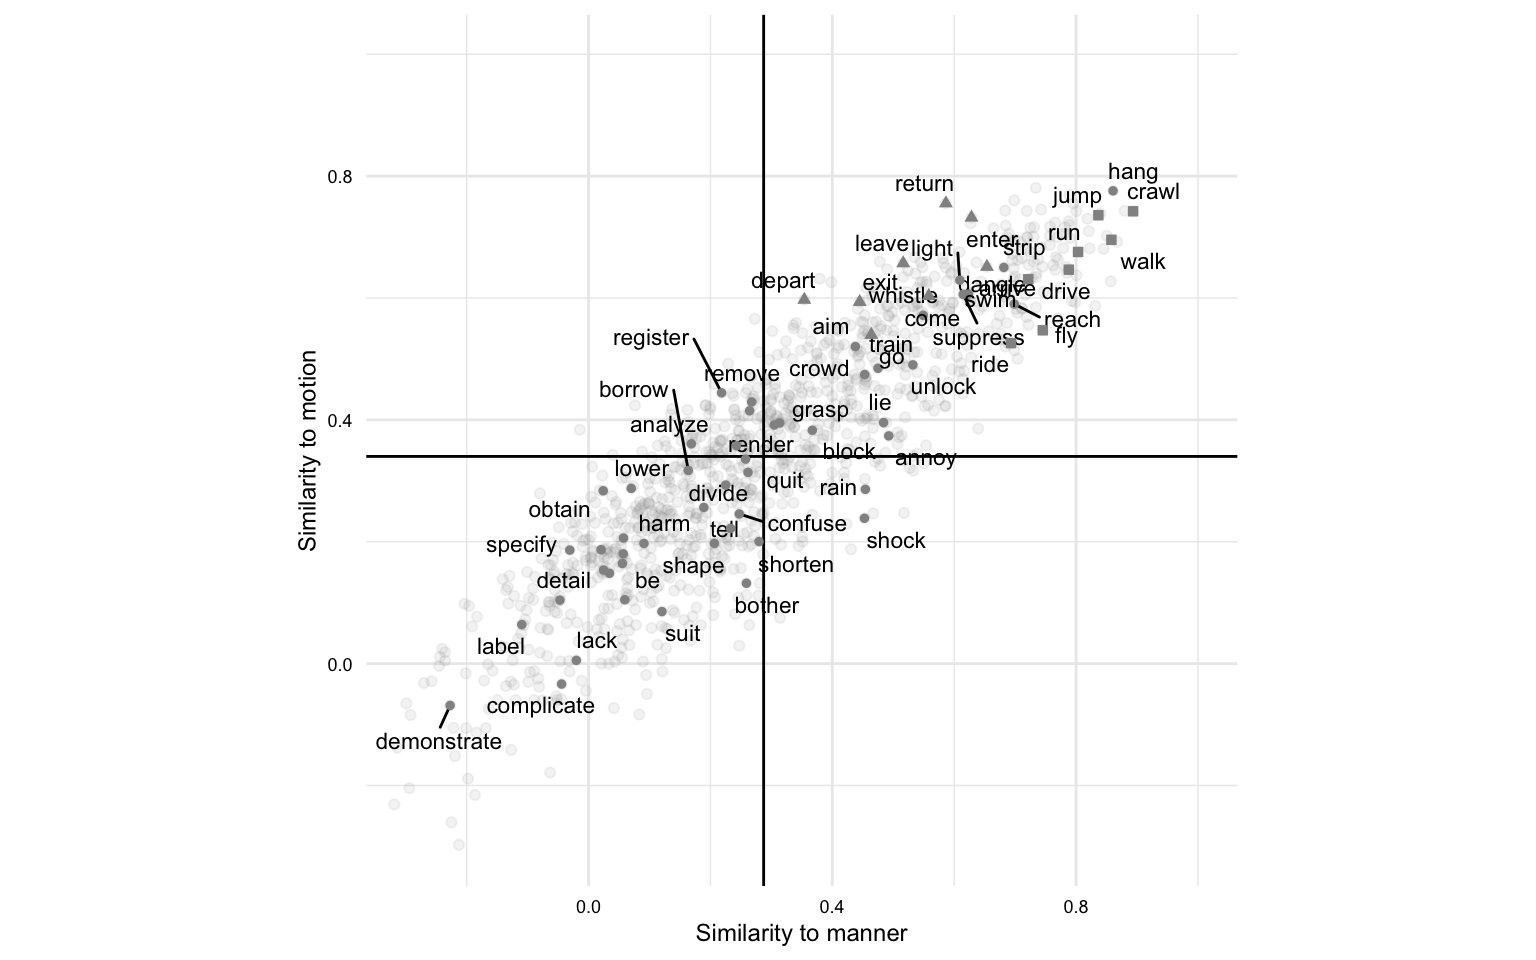 hang
0.8
return
jump
crawl
leave
light
enter
strip
run
walk
depart
exit
whistle
dangle
arrive
drive
swim
come
reach
aim
suppress
fly
register
train
go
remove
crowd
ride
borrow
unlock
lie
0.4
grasp
analyze
render
block
annoy
lower
quit
rain
divide
obtain
harm
tell
confuse
specify
shock
shape
shorten
detail
be
bother
label
lack
suit
0.0
complicate
demonstrate
Similarity to motion
0.0
0.4
0.8
Similarity to manner